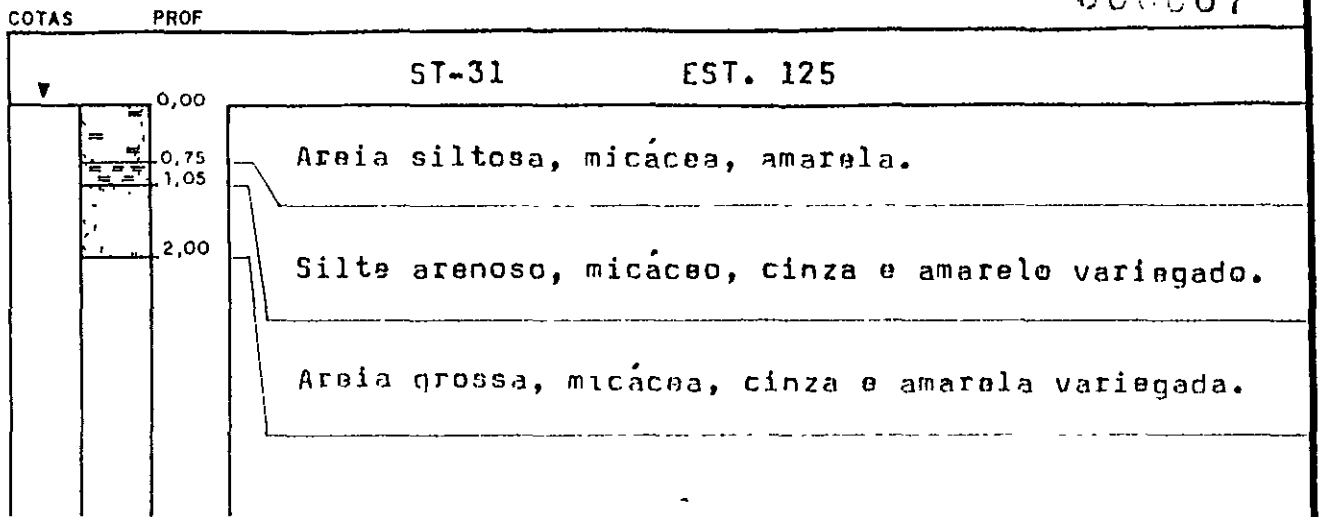 COTAS PROF
ST-31 EST. 125
0,00
0,75 Areia siltosa, micácea, amarela.
1,05
2,00
Silte arenoso, micáceo, cinza e amarelo variegado.
Areia grossa, micácea, cinza e amarela variegada.